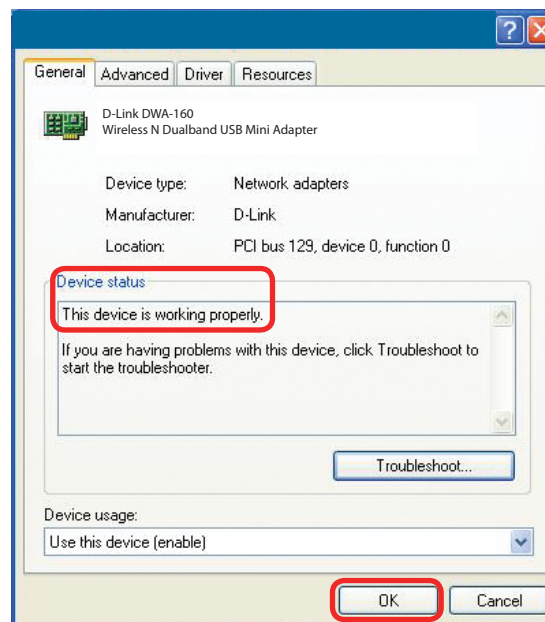 General Advanced Driver Resources
D-Link DWA-160
Wireless N Dualband USB Mini Adapter
Device type: Network adapters
Manufacturer: D-Link
Location: PCI bus 129, device 0, function 0
Device status
This device is working properly.
If you are having problems with this device, click Troubleshoot to
start the troubleshooter.
Troubleshoot...
Device usage:
Use this device (enable)
OK Cancel